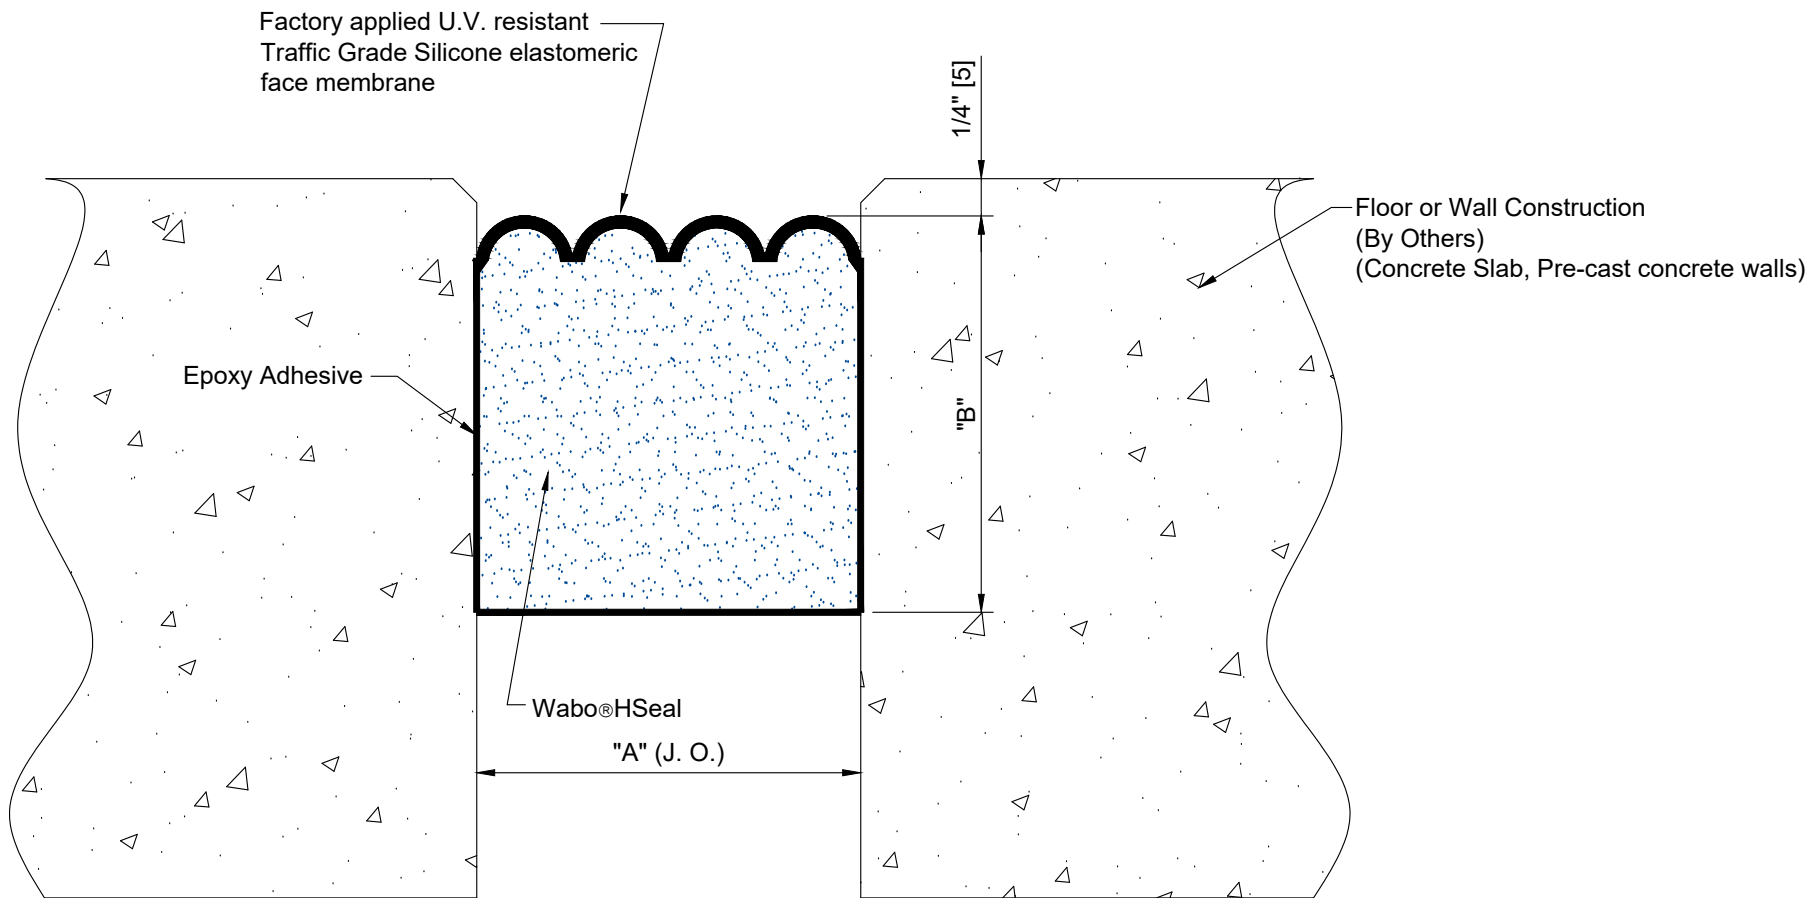 Factory applied U.V. resistant
Traffic Grade Silicone elastomeric
face membrane
1/4" [5]
Floor or Wall Construction
(By Others)
(Concrete Slab, Pre-cast concrete walls)
Epoxy Adhesive
"B"
Wabo®HSeal
"A" (J. O.)